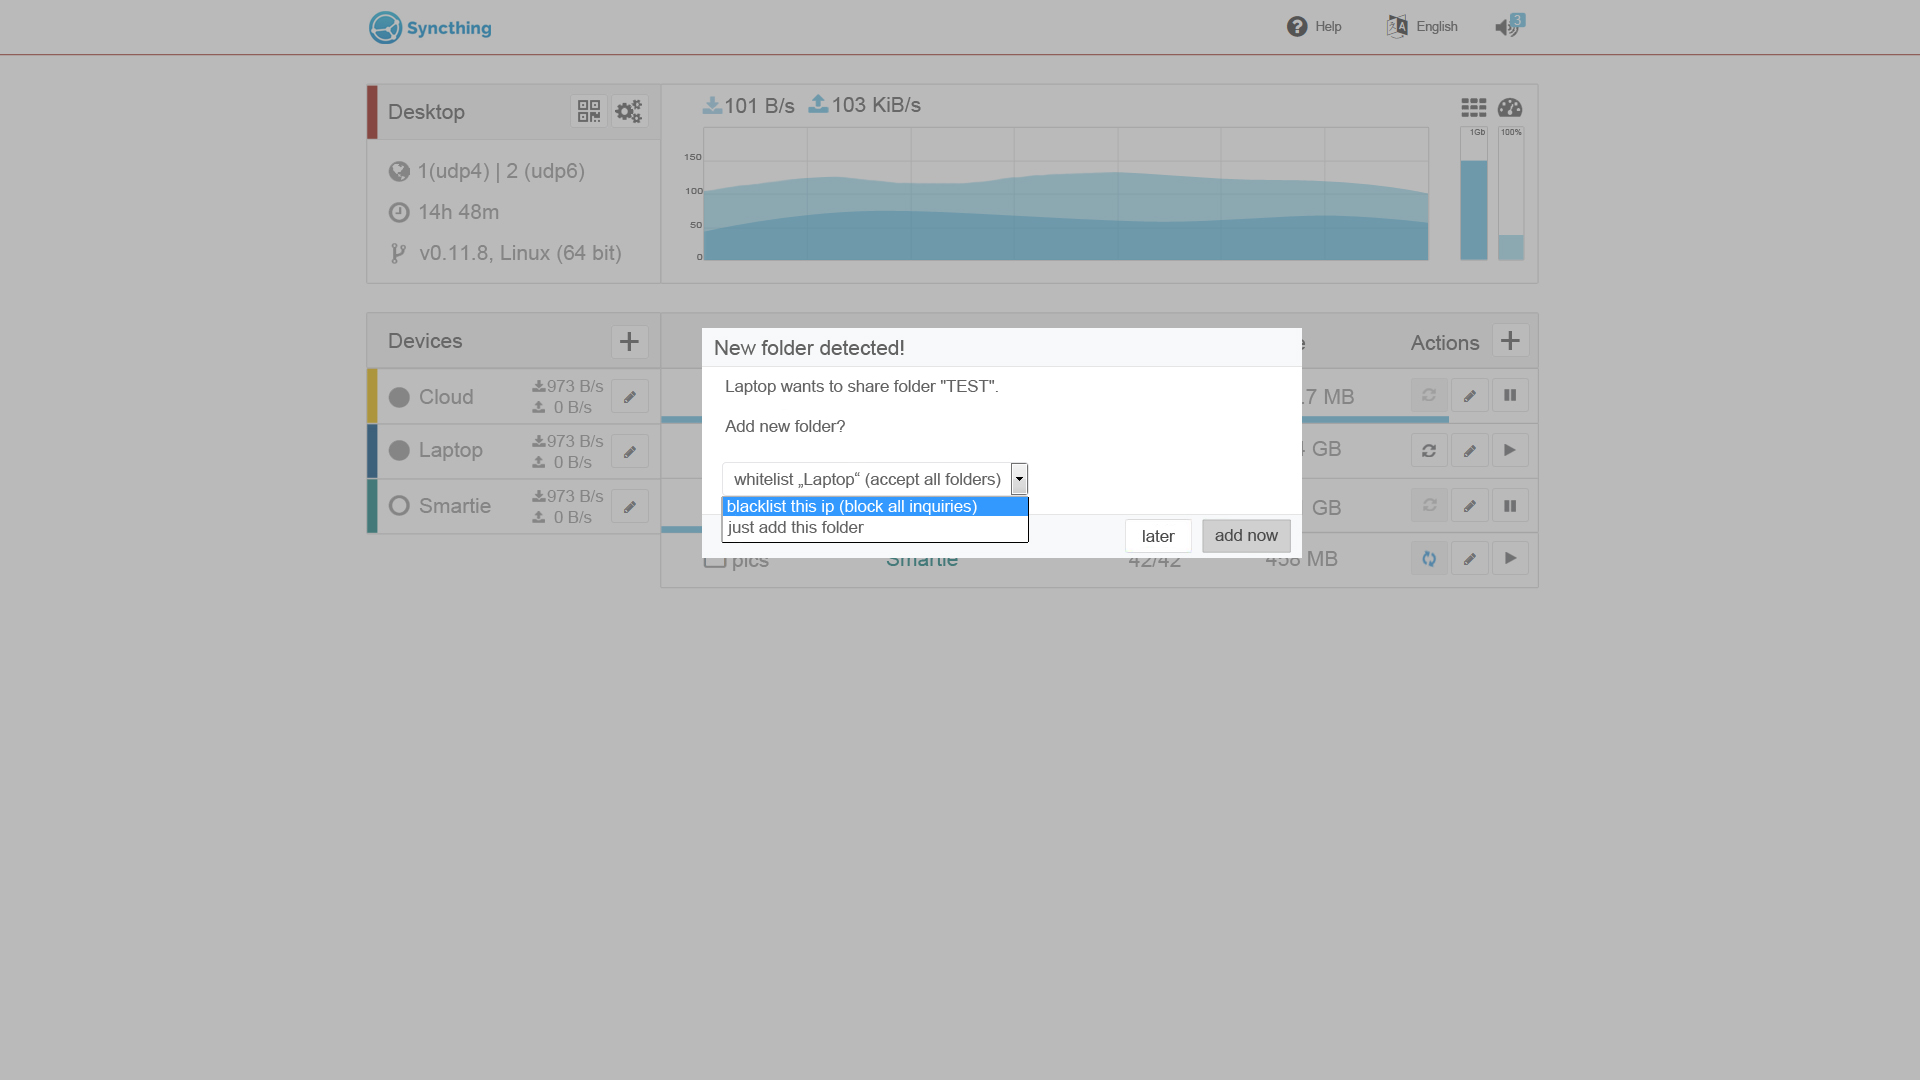 Syncthing
Help
English
3
Desktop
101 B/s
103 KiB/s
1(udp4) | 2 (udp6)
14h 48m
v0.11.8, Linux (64 bit)
150
100
50
0
1Gb
100%
Devices
Actions
Cloud
973 B/s
0 B/s
Laptop
973 B/s
0 B/s
Smartie
973 B/s
0 B/s
.7 MB
GB
GB
New folder detected!
Laptop wants to share folder "TEST".
Add new folder?
whitelist „Laptop“ (accept all folders)
blacklist this ip (block all inquiries)
just add this folder
later
add now
pics
Smartie
42/42
458 MB